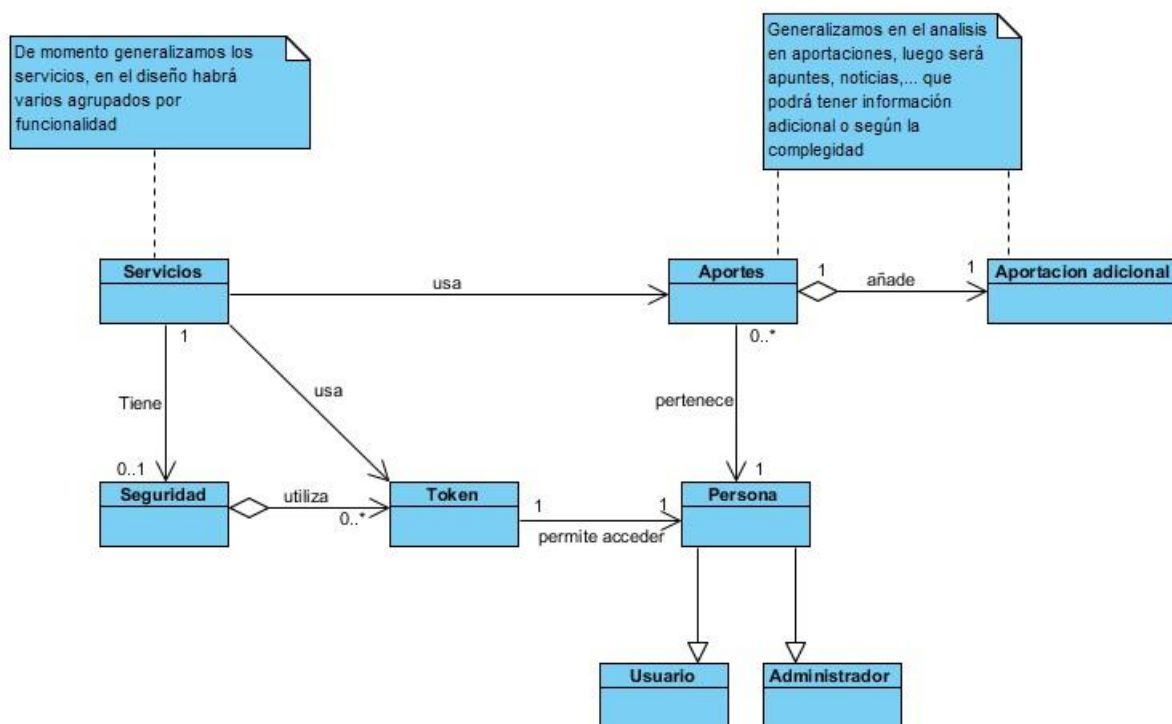 De momento generalizamos los
servicios, en el diseño habrá
varios agrupados por
funcionalidad
Generalizamos en el analisis
en aportaciones, luego será
apuntes, noticias,... que
podrá tener información
adicional o según la
complegidad
Servicios
usa
Aportes
1
añade
1
Aportacion adicional
1
0..*
Tiene
usa
pertenece
0..1
1
Seguridad
utiliza
0..*
Token
1
permite acceder
1
Persona
Usuario
Administrador